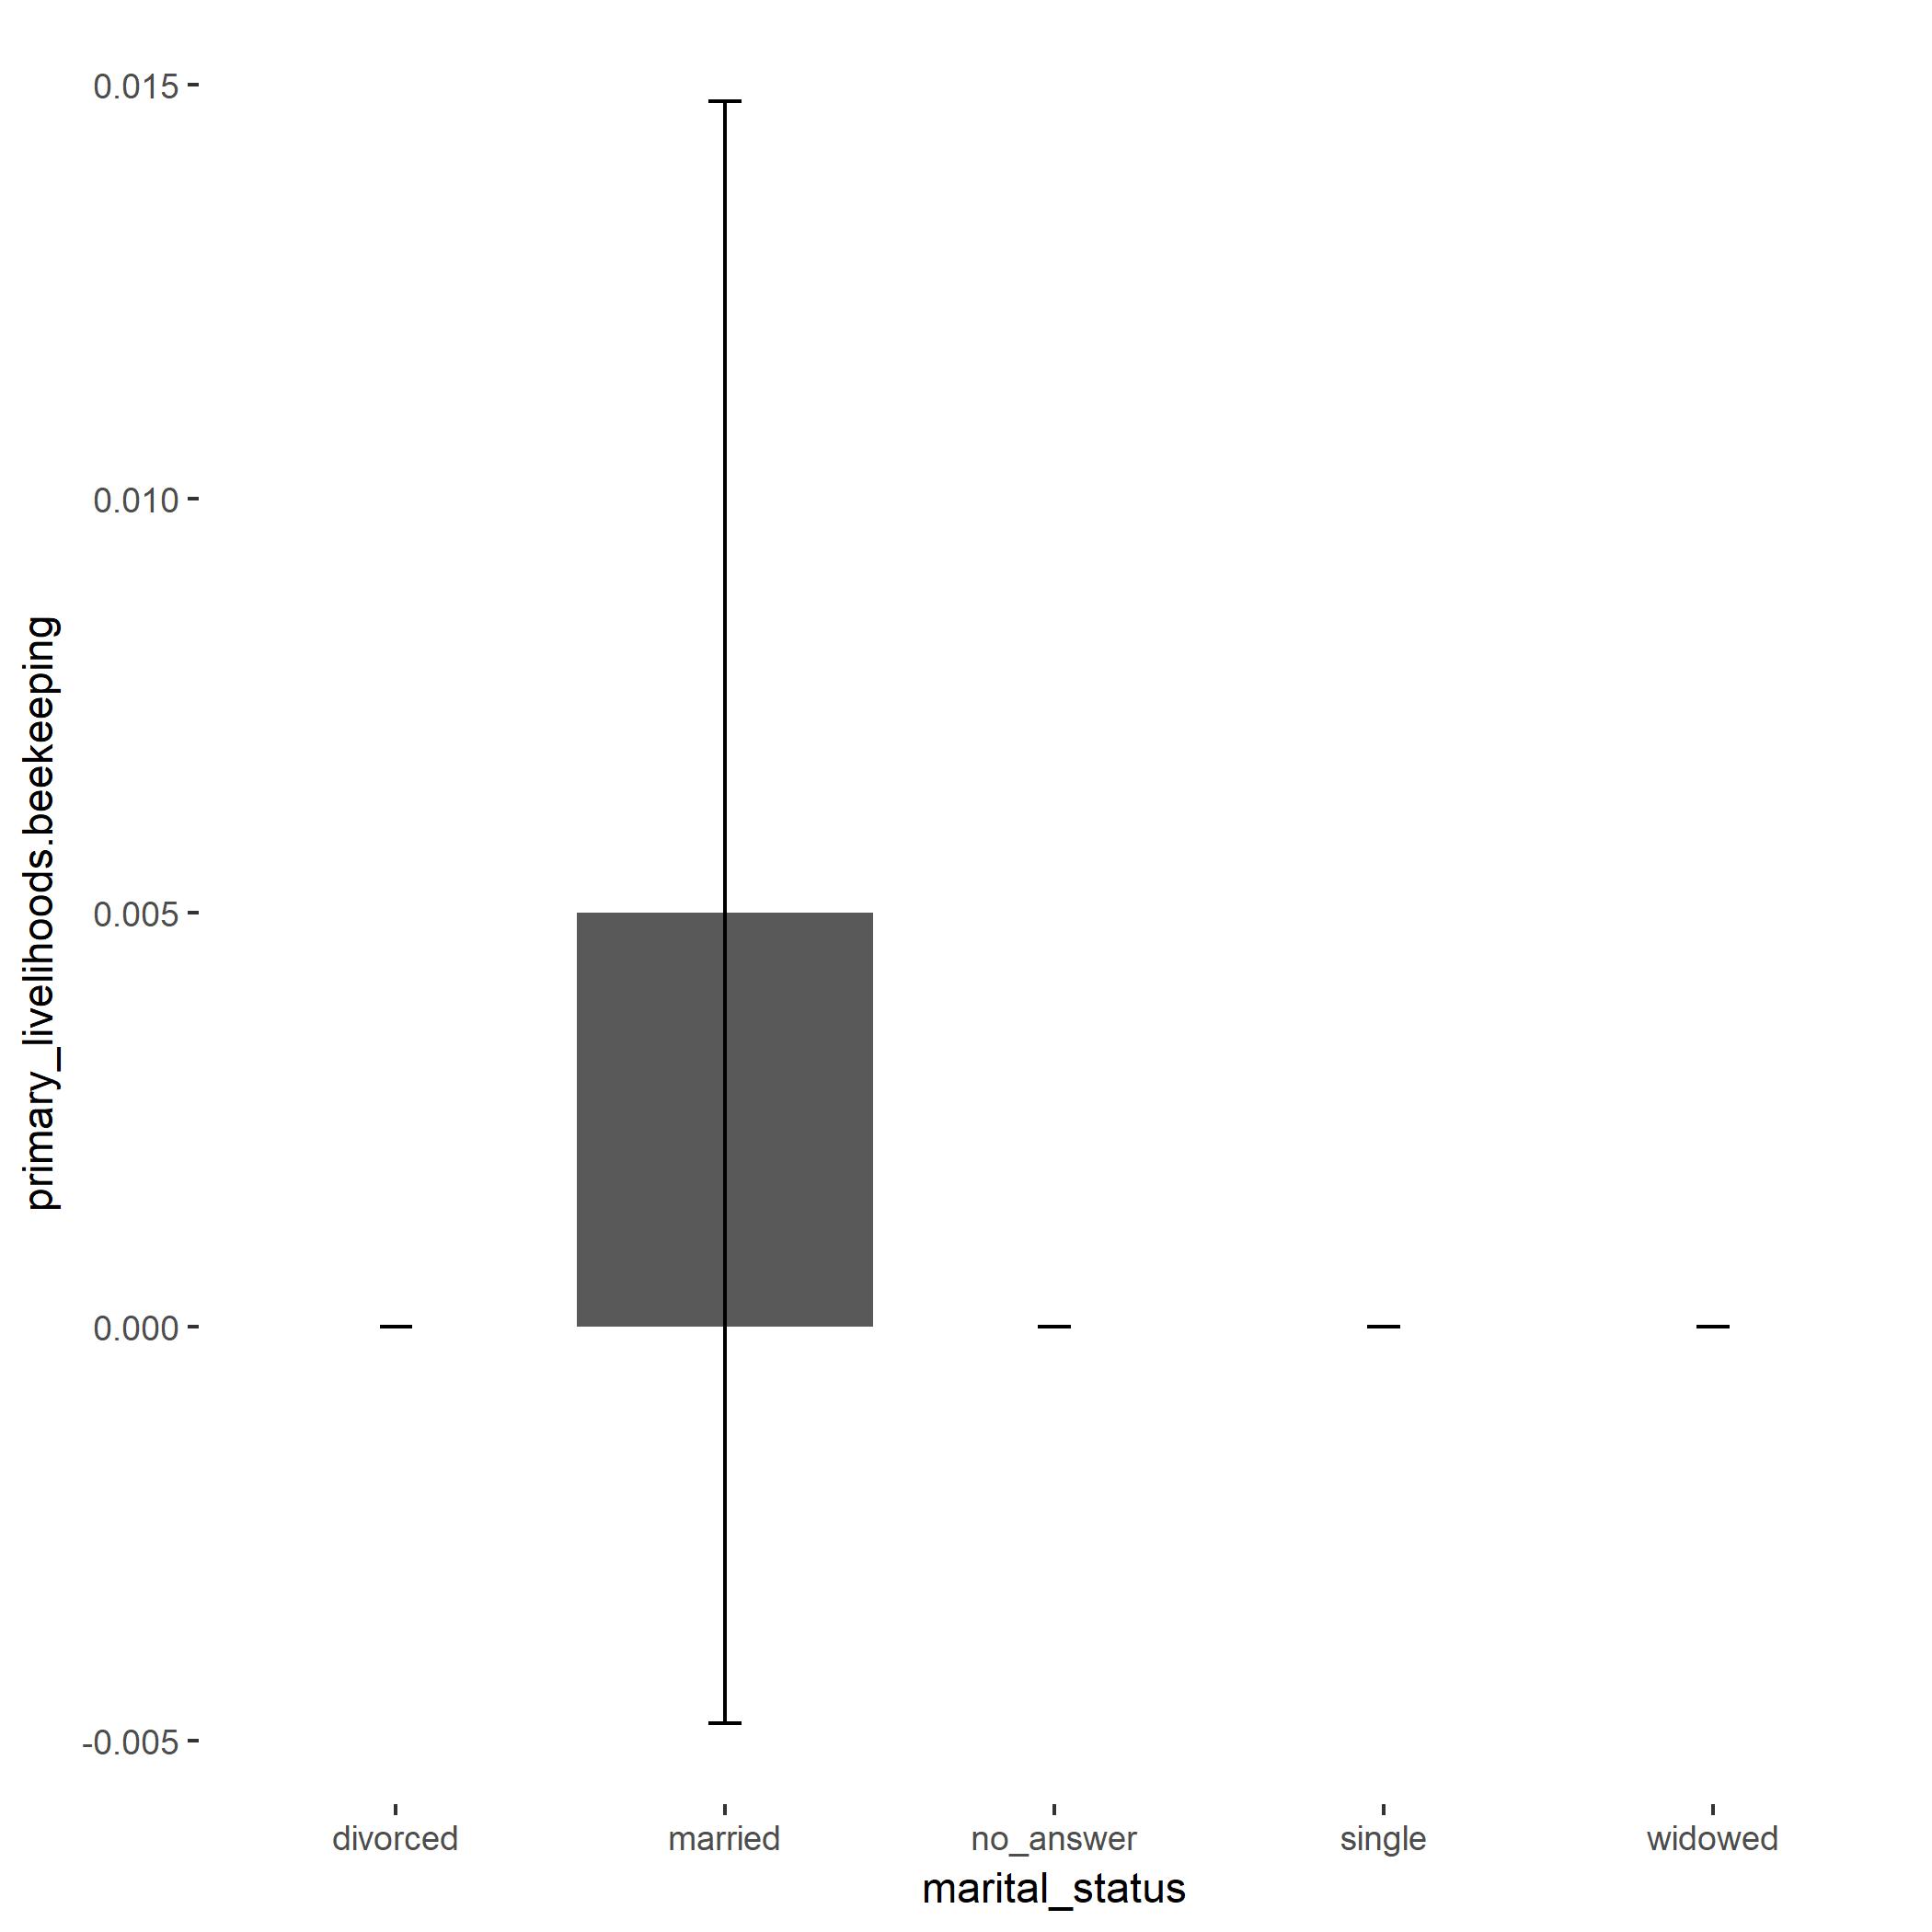 primary_livelihoods.beekeeping
0.015
0.010
0.005
0.000
-0.005
divorced married no_answer single widowed
marital_status